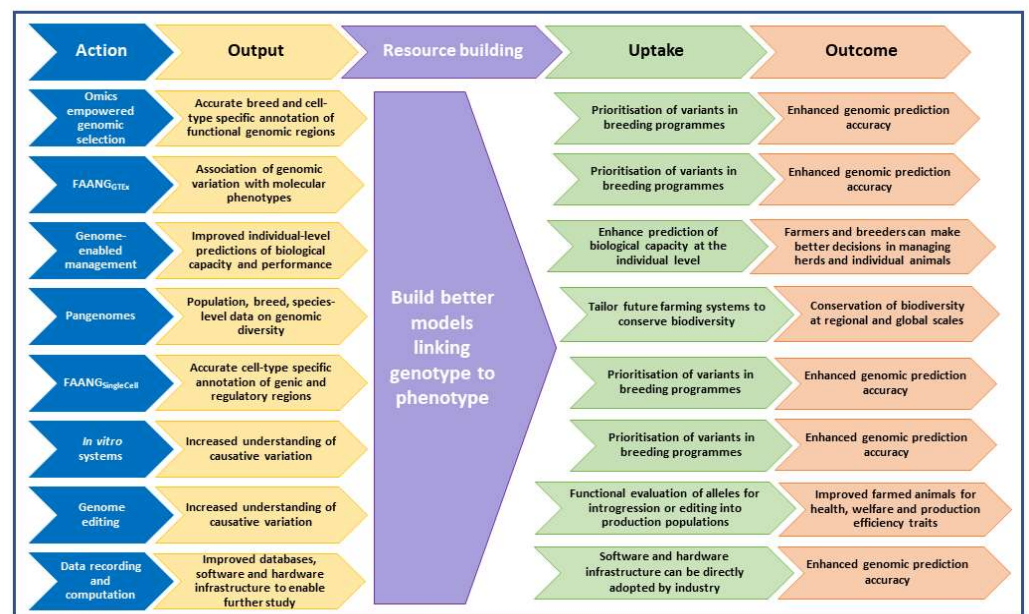 Action
Output
Resource building
Uptake
Outcome
Omics
empowered
genomic
selection
Accurate breed and cell-
type specific annotation of
functional genomic regions
Prioritisation of variants in
breeding programmes
Enhanced genomic prediction
accuracy
FAANGGTEx
Association of genomic
variation with molecular
phenotypes
Prioritisation of variants in
breeding programmes
Enhanced genomic prediction
accuracy
Genome-
enabled
management
Improved individual-level
predictions of biological
capacity and performance
Enhance prediction of
biological capacity at the
individual level
Farmers and breeders can make
better decisions in managing
herds and individual animals
Build better
models
linking
genotype to
phenotype
Pangenomes
Population, breed, species-
level data on genomic
diversity
Tailor future farming systems to
conserve biodiversity
Conservation of biodiversity
at regional and global scales
FAANGSingleCell
Accurate cell-type specific
annotation of genic and
regulatory regions
Prioritisation of variants in
breeding programmes
Enhanced genomic prediction
accuracy
In vitro
systems
Increased understanding of
causative variation
Prioritisation of variants in
breeding programmes
Enhanced genomic prediction
accuracy
Genome
editing
Increased understanding of
causative variation
Functional evaluation of alleles for
introgression or editing into
production populations
Improved farmed animals for
health, welfare and production
efficiency traits
Data recording
and
computation
Improved databases,
software and hardware
infrastructure to enable
further study
Software and hardware
infrastructure can be directly
adopted by industry
Enhanced genomic prediction
accuracy